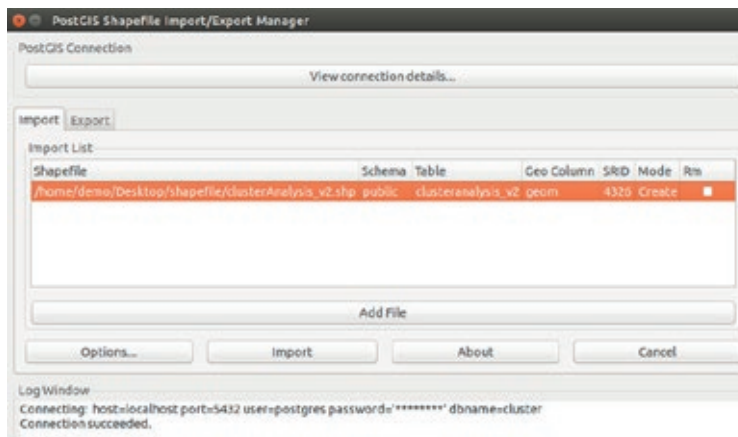 PostGIS Shapefile Import/Export Manager
PostGIS Connection
View connection details...
Import Export
Import List
Shapefile Schema Table Geo Column SRID Mode Rm
/home/demo/Desktop/shapefile/clusterAnalysis_v2.shp public clusteranalysis_v2 geom 4326 Create
Add File
Options... Import About Cancel
Log Window
Connecting: host=localhost port=5432 user=postgres password='********' dbname=cluster
Connection succeeded.